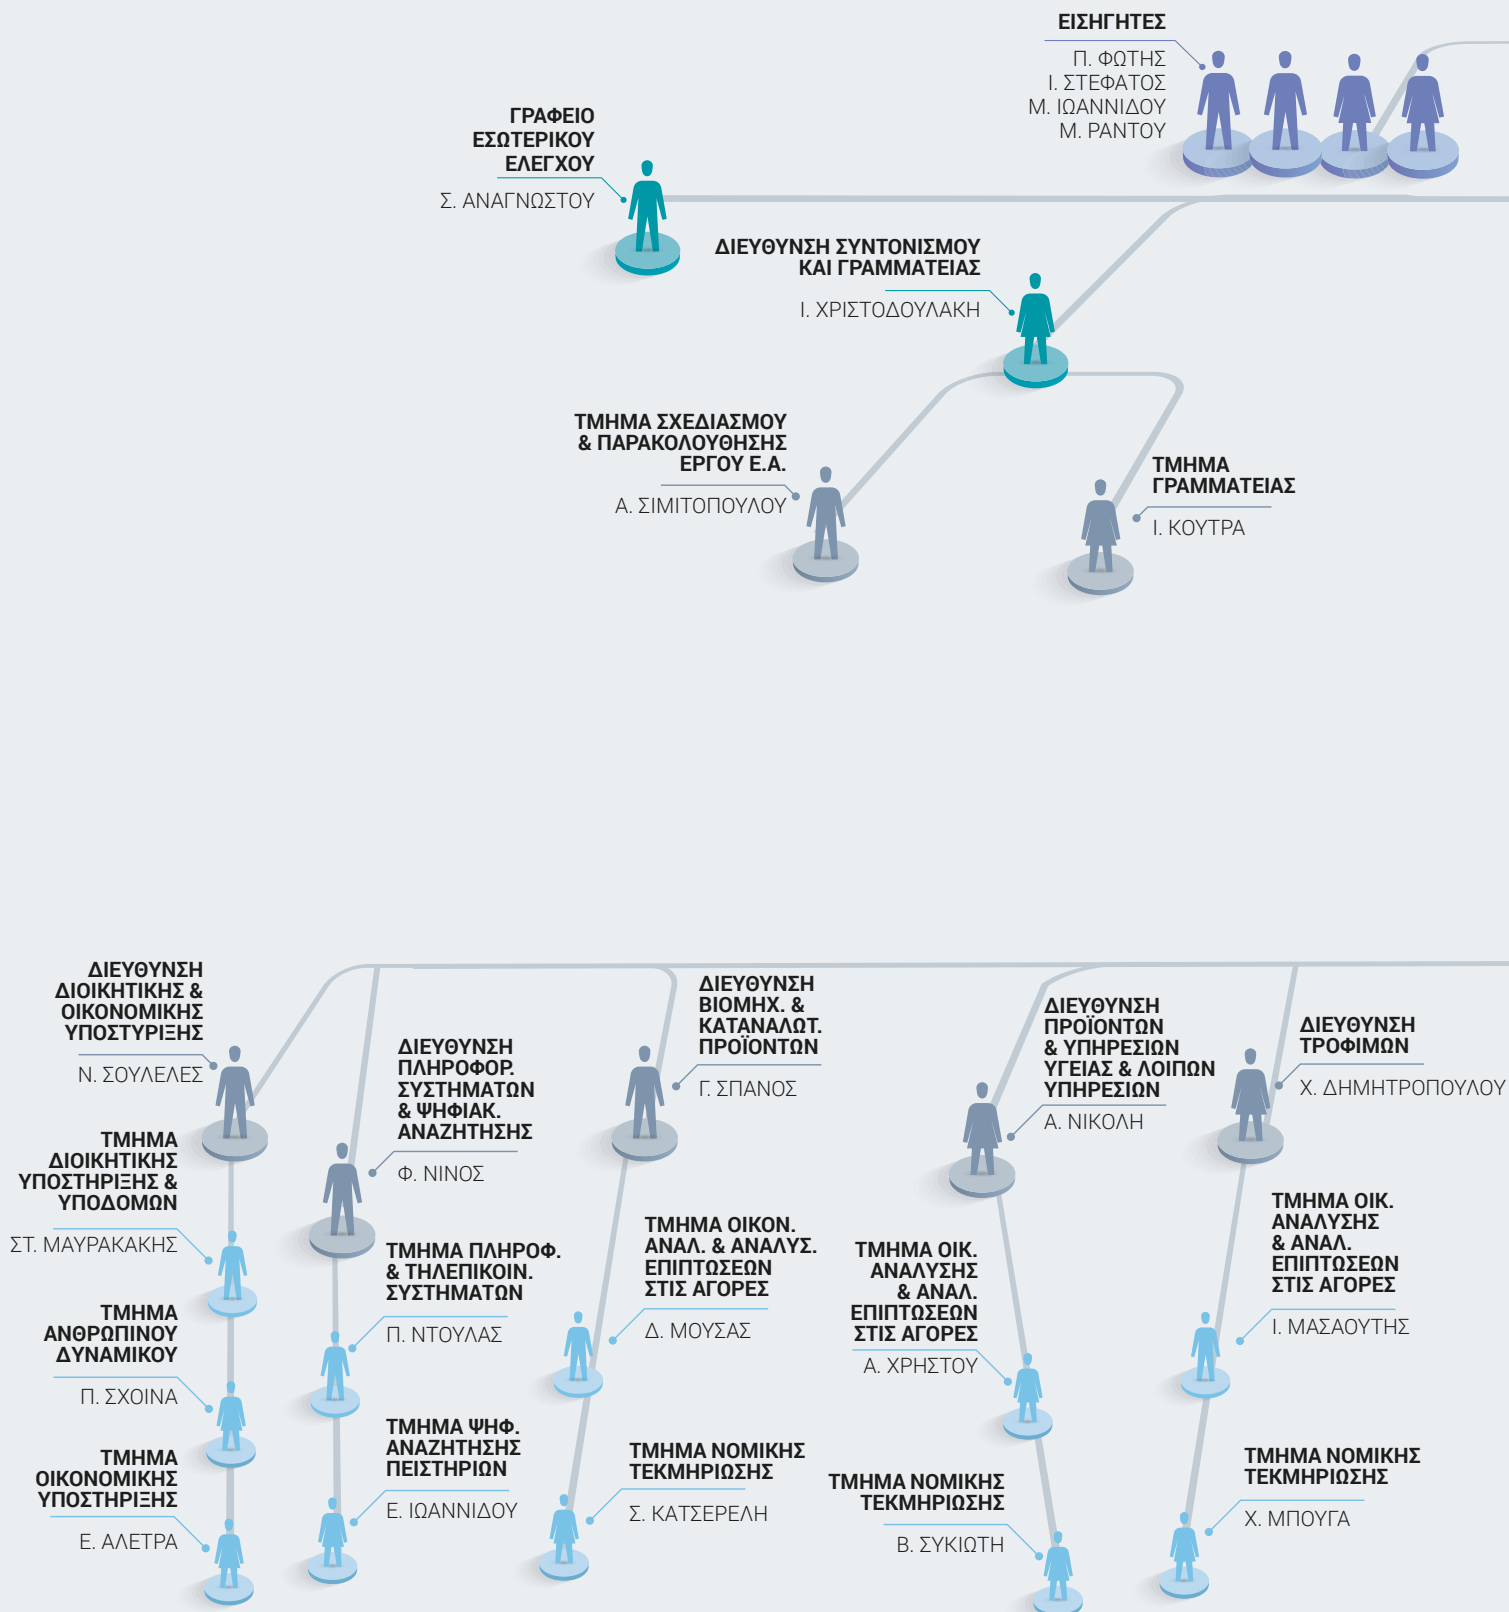 ΕΙΣΗΓΗΤΕΣ
Π. ΦΩΤΗΣ
Ι. ΣΤΕΦΑΤΟΣ
Μ. ΙΩΑΝΝΙΔΟΥ
Μ. ΡΑΝΤΟΥ
ΓΡΑΦΕΙΟ
ΕΣΩΤΕΡΙΚΟΥ
ΕΛΕΓΧΟΥ
Σ. ΑΝΑΓΝΩΣΤΟΥ
ΔΙΕΥΘΥΝΣΗ ΣΥΝΤΟΝΙΣΜΟΥ
ΚΑΙ ΓΡΑΜΜΑΤΕΙΑΣ
Ι. ΧΡΙΣΤΟΔΟΥΛΑΚΗ
ΤΜΗΜΑ ΣΧΕΔΙΑΣΜΟΥ
& ΠΑΡΑΚΟΛΟΥΘΗΣΗΣ
ΕΡΓΟΥ Ε.Α.
Α. ΣΙΜΙΤΟΠΟΥΛΟΥ
ΤΜΗΜΑ
ΓΡΑΜΜΑΤΕΙΑΣ
Ι. ΚΟΥΤΡΑ
ΔΙΕΥΘΥΝΣΗ
ΔΙΟΙΚΗΤΙΚΗΣ &
ΟΙΚΟΝΟΜΙΚΗΣ
ΥΠΟΣΤΥΡΙΞΗΣ
Ν. ΣΟΥΛΕΛΕΣ
ΤΜΗΜΑ
ΔΙΟΙΚΗΤΙΚΗΣ
ΥΠΟΣΤΗΡΙΞΗΣ &
ΥΠΟΔΟΜΩΝ
ΣΤ. ΜΑΥΡΑΚΑΚΗΣ
ΤΜΗΜΑ
ΑΝΘΡΩΠΙΝΟΥ
ΔΥΝΑΜΙΚΟΥ
Π. ΣΧΟΙΝΑ
ΤΜΗΜΑ
ΟΙΚΟΝΟΜΙΚΗΣ
ΥΠΟΣΤΗΡΙΞΗΣ
Ε. ΑΛΕΤΡΑ
ΔΙΕΥΘΥΝΣΗ
ΠΛΗΡΟΦΟΡ.
ΣΥΣΤΗΜΑΤΩΝ
& ΨΗΦΙΑΚ.
ΑΝΑΖΗΤΗΣΗΣ
Φ. ΝΙΝΟΣ
ΤΜΗΜΑ ΠΛΗΡΟΦ.
& ΤΗΛΕΠΙΚΟΙΝ.
ΣΥΣΤΗΜΑΤΩΝ
Π. ΝΤΟΥΛΑΣ
ΤΜΗΜΑ ΨΗΦ.
ΑΝΑΖΗΤΗΣΗΣ
ΠΕΙΣΤΗΡΙΩΝ
Ε. ΙΩΑΝΝΙΔΟΥ
ΔΙΕΥΘΥΝΣΗ
ΒΙΟΜΗΧ. &
ΚΑΤΑΝΑΛΩΤ.
ΠΡΟΪΟΝΤΩΝ
Γ. ΣΠΑΝΟΣ
ΤΜΗΜΑ ΟΙΚΟΝ.
ΑΝΑΛ. & ΑΝΑΛΥΣ.
ΕΠΙΠΤΩΣΕΩΝ
ΣΤΙΣ ΑΓΟΡΕΣ
Δ. ΜΟΥΣΑΣ
ΤΜΗΜΑ ΝΟΜΙΚΗΣ
ΤΕΚΜΗΡΙΩΣΗΣ
Σ. ΚΑΤΣΕΡΕΛΗ
ΔΙΕΥΘΥΝΣΗ
ΠΡΟΪΟΝΤΩΝ
& ΥΠΗΡΕΣΙΩΝ
ΥΓΕΙΑΣ & ΛΟΙΠΩΝ
ΥΠΗΡΕΣΙΩΝ
Α. ΝΙΚΟΛΗ
ΤΜΗΜΑ ΟΙΚ.
ΑΝΑΛΥΣΗΣ
& ΑΝΑΛ.
ΕΠΙΠΤΩΣΕΩΝ
ΣΤΙΣ ΑΓΟΡΕΣ
Α. ΧΡΗΣΤΟΥ
ΤΜΗΜΑ ΝΟΜΙΚΗΣ
ΤΕΚΜΗΡΙΩΣΗΣ
Β. ΣΥΚΙΩΤΗ
ΔΙΕΥΘΥΝΣΗ
ΤΡΟΦΙΜΩΝ
Χ. ΔΗΜΗΤΡΟΠΟΥΛΟΥ
ΤΜΗΜΑ ΟΙΚ.
ΑΝΑΛΥΣΗΣ
& ΑΝΑΛ.
ΕΠΙΠΤΩΣΕΩΝ
ΣΤΙΣ ΑΓΟΡΕΣ
Ι. ΜΑΣΑΟΥΤΗΣ
ΤΜΗΜΑ ΝΟΜΙΚΗΣ
ΤΕΚΜΗΡΙΩΣΗΣ
Χ. ΜΠΟΥΓΑ